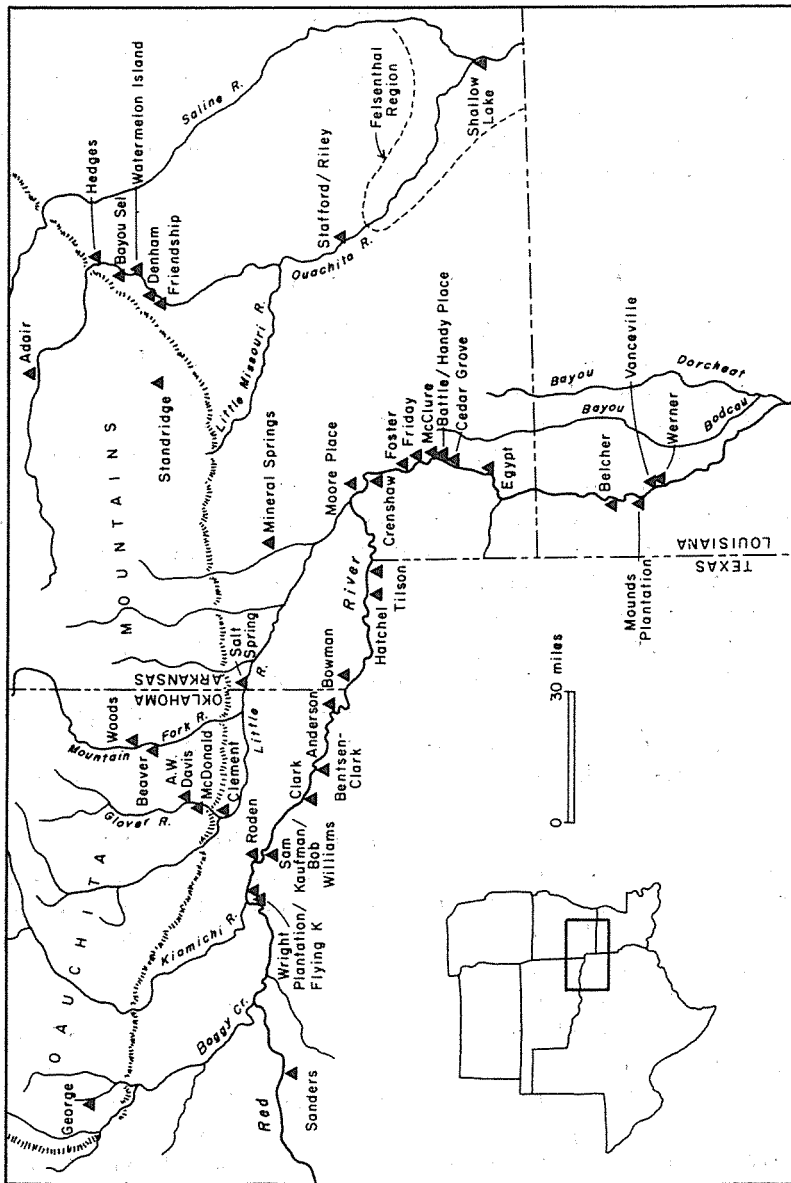 Saline R.
Hedges
Bayou Sel
Watermelon Island
Denham
Friendship
Adair
Standridge
Felsenthal
Region
Shallow
Lake
Stafford/Riley
Ouachita R.
Little Missouri R.
OAUCHITA
MOUNTAINS
Mineral Springs
Moore Place
Crenshaw
Foster
Friday
McClure
Battle/Handy Place
Cedar Grove
Egypt
Bayou Dorcheat
Bayou Bodcau
Vanceville
Werner
Belcher
Mounds
Plantation
TEXAS
LOUISIANA
Hatchel
Tilson
Red River
OKLAHOMA
ARKANSAS
Salt
Spring
Little R.
Bowman
Anderson
Bentsen-
Clark
Clark
Woods
Mountain Fork R.
Beaver
A.W.
Davis
McDonald
Clement
Glover R.
Roden
Sam
Kaufman/
Bob
Williams
Wright
Plantation/
Flying K
Kiamichi R.
Boggy Cr.
George
Sanders
0 30 miles